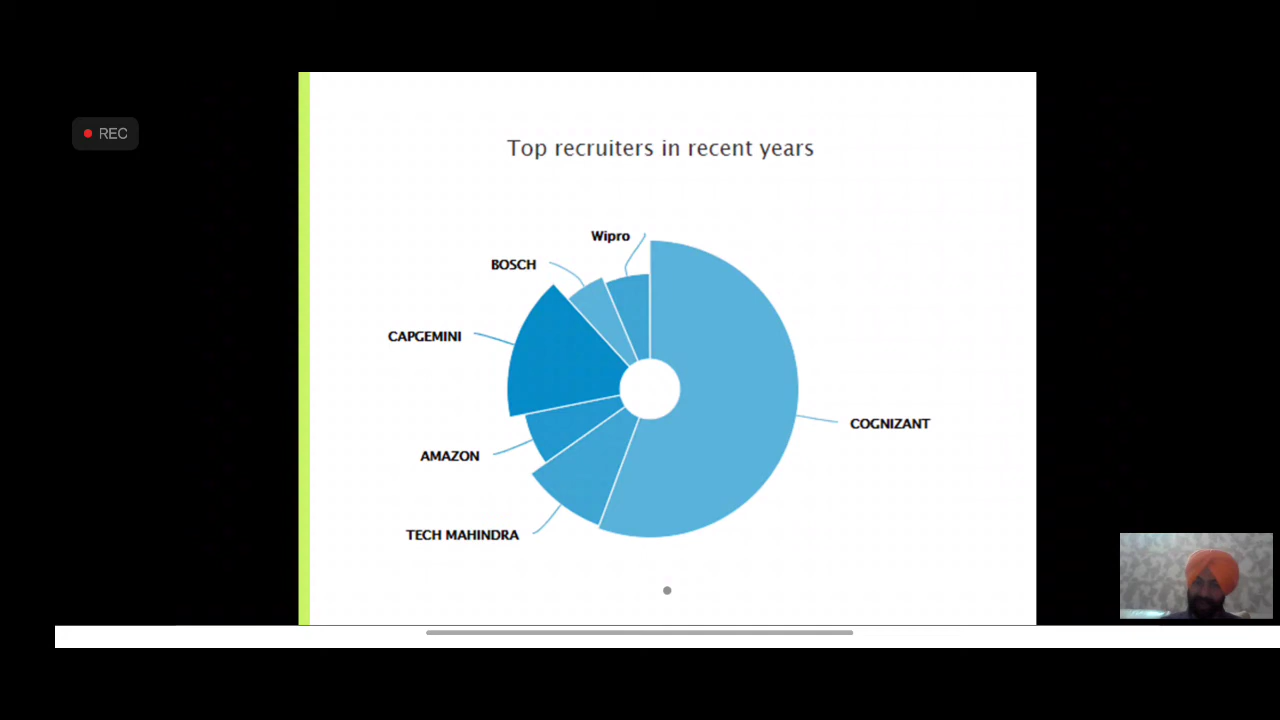 REC
Top recruiters in recent years
Wipro
BOSCH
CAPGEMINI
COGNIZANT
AMAZON
TECH MAHINDRA